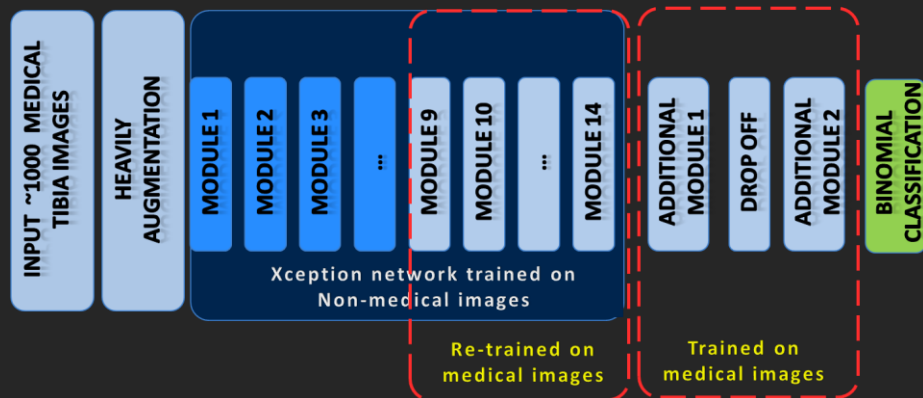 INPUT ~1000 MEDICAL
TIBIA IMAGES
HEAVILY
AUGMENTATION
MODULE 1
MODULE 2
MODULE 3
...
MODULE 9
MODULE 10
...
MODULE 14
ADDITIONAL
MODULE 1
DROP OFF
ADDITIONAL
MODULE 2
BINOMIAL
CLASSIFICATION
Xception network trained on
Non-medical images
Re-trained on
medical images
Trained on
medical images